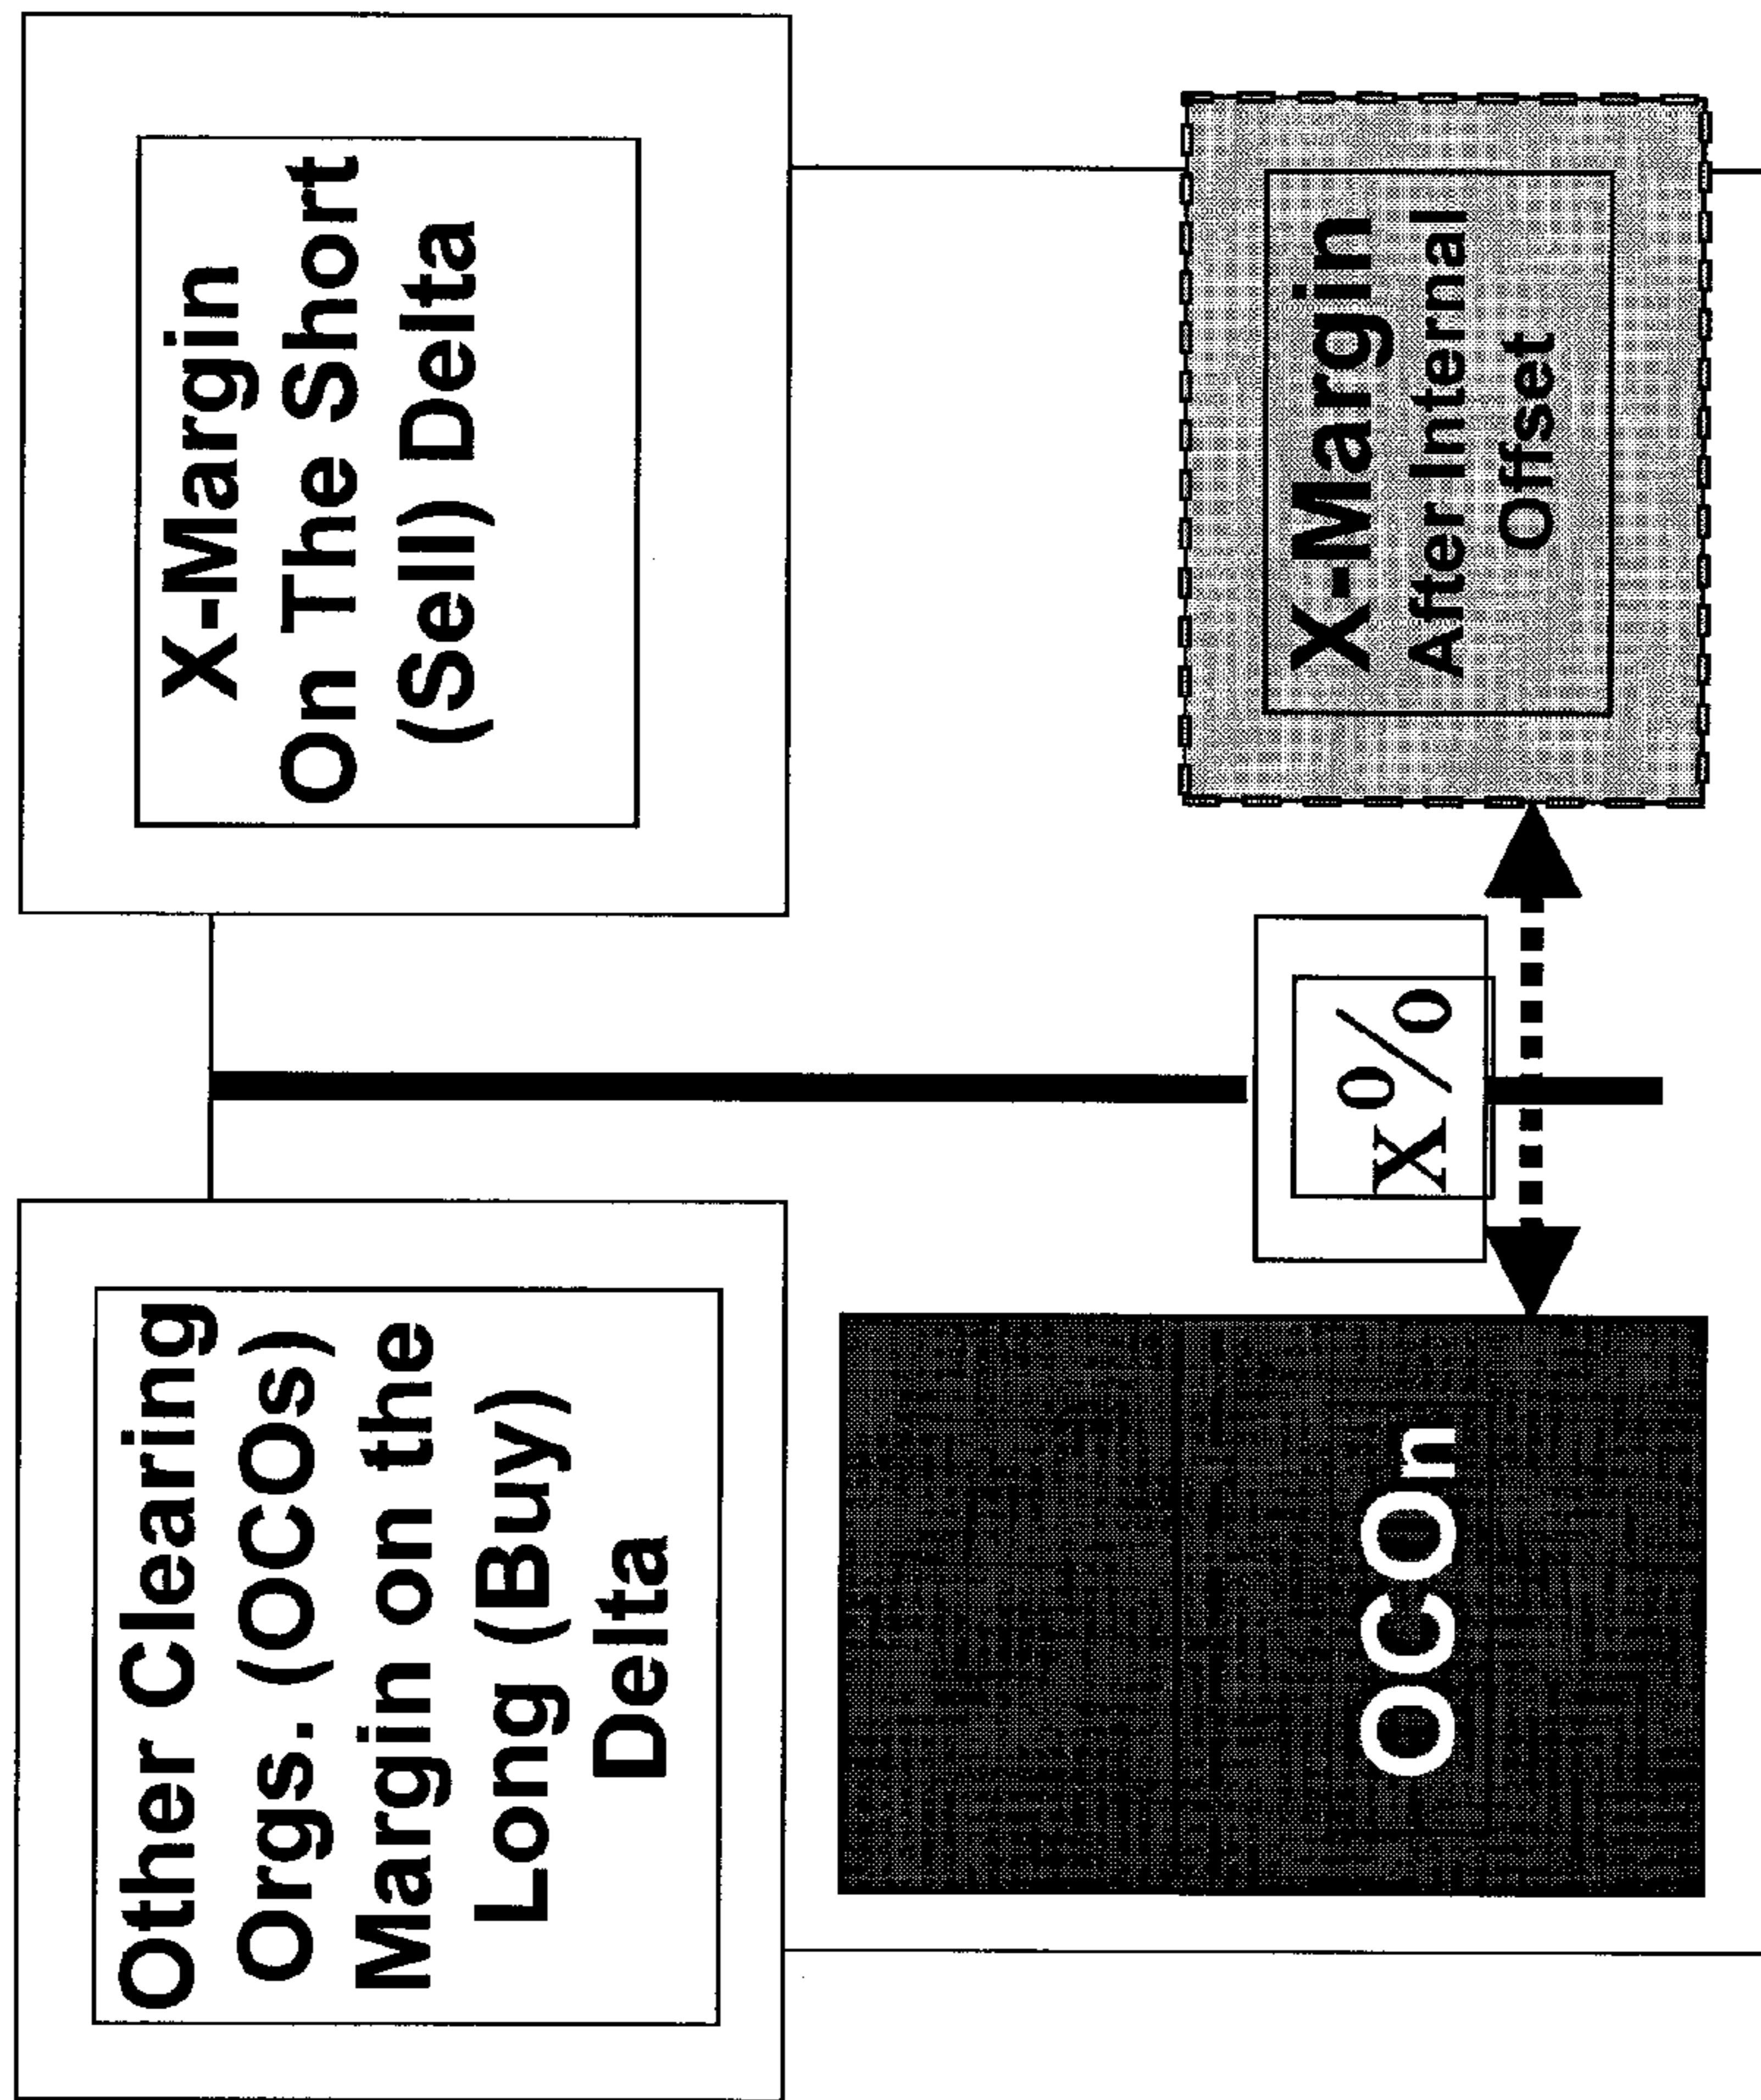 Other Clearing
Orgs. (OCOs)
Margin on the
Long (Buy)
Delta
X-Margin
On The Short
(Sell) Delta
OCOn
x%
X-Margin
After Internal
Offset